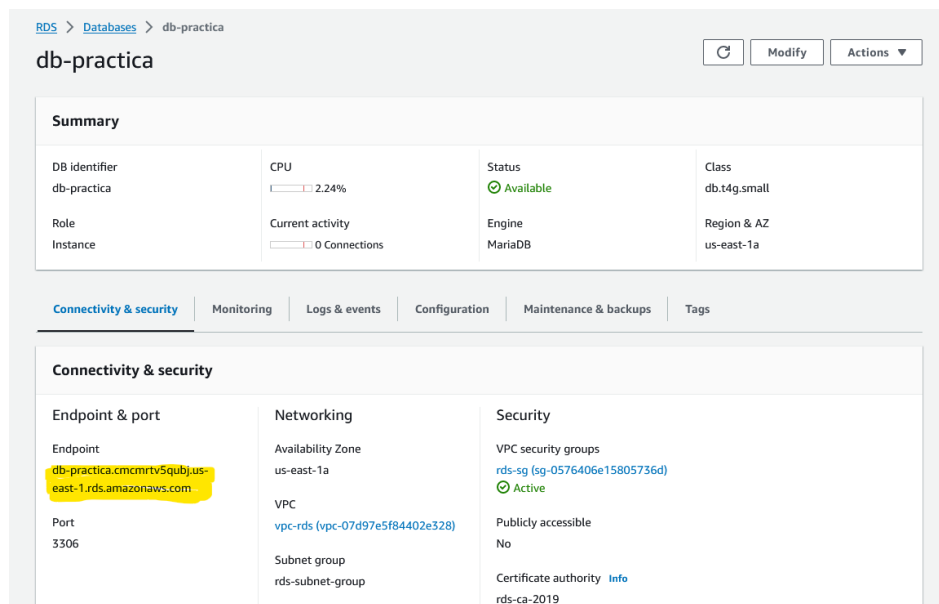 RDS > Databases > db-practica
db-practica
Modify
Actions
Summary
DB identifier
db-practica
CPU
2.24%
Status
Available
Class
db.t4g.small
Role
Instance
Current activity
0 Connections
Engine
MariaDB
Region & AZ
us-east-1a
Connectivity & security
Monitoring
Logs & events
Configuration
Maintenance & backups
Tags
Connectivity & security
Endpoint & port
Endpoint
db-practica.cmcmrtv5qubj.us-
east-1.rds.amazonaws.com
Port
3306
Networking
Availability Zone
us-east-1a
VPC
vpc-rds (vpc-07d97e5f84402e328)
Subnet group
rds-subnet-group
Security
VPC security groups
rds-sg (sg-0576406e15805736d)
Active
Publicly accessible
No
Certificate authority Info
rds-ca-2019